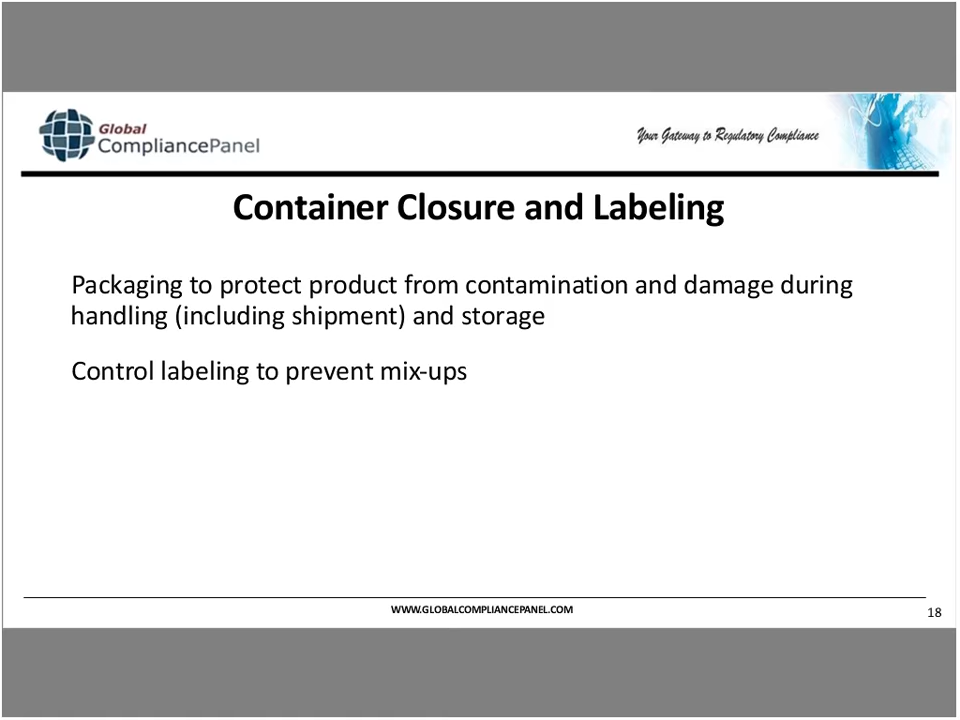 Global
CompliancePanel
Your Gateway to Regulatory Compliance
Container Closure and Labeling
Packaging to protect product from contamination and damage during
handling (including shipment) and storage
Control labeling to prevent mix-ups
WWW.GLOBALCOMPLIANCEPANEL.COM
18